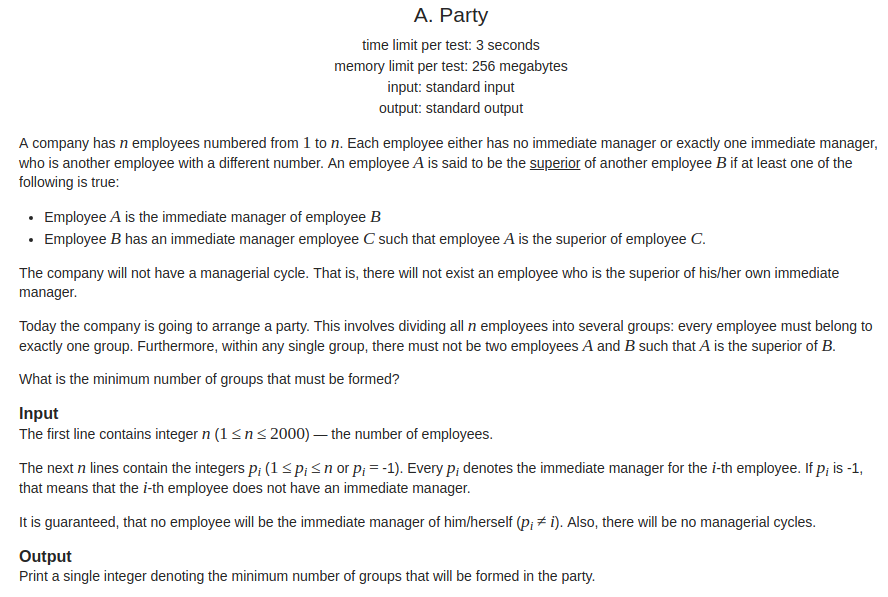 A. Party
time limit per test: 3 seconds
memory limit per test: 256 megabytes
input: standard input
output: standard output
A company has n employees numbered from 1 to n. Each employee either has no immediate manager or exactly one immediate manager,
who is another employee with a different number. An employee A is said to be the superior of another employee B if at least one of the
following is true:
• Employee A is the immediate manager of employee B
• Employee B has an immediate manager employee C such that employee A is the superior of employee C.
The company will not have a managerial cycle. That is, there will not exist an employee who is the superior of his/her own immediate
manager.
Today the company is going to arrange a party. This involves dividing all n employees into several groups: every employee must belong to
exactly one group. Furthermore, within any single group, there must not be two employees A and B such that A is the superior of B.
What is the minimum number of groups that must be formed?
Input
The first line contains integer n (1 ≤ n ≤ 2000) — the number of employees.
The next n lines contain the integers pᵢ (1 ≤ pᵢ ≤ n or pᵢ = -1). Every pᵢ denotes the immediate manager for the i-th employee. If pᵢ is -1,
that means that the i-th employee does not have an immediate manager.
It is guaranteed, that no employee will be the immediate manager of him/herself (pᵢ ≠ i). Also, there will be no managerial cycles.
Output
Print a single integer denoting the minimum number of groups that will be formed in the party.